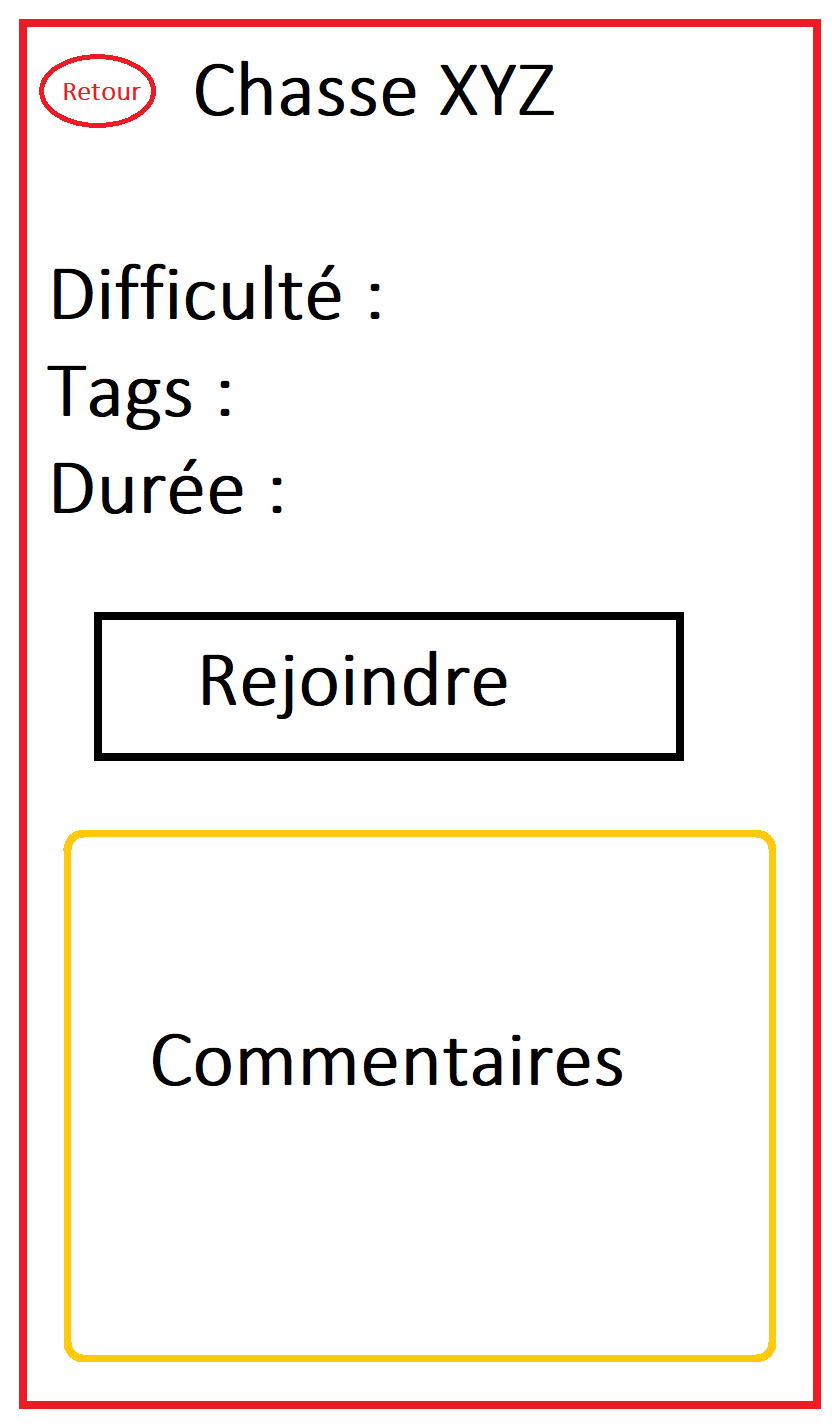 Retour Chasse XYZ
Difficulté :
Tags :
Durée :
Rejoindre
Commentaires